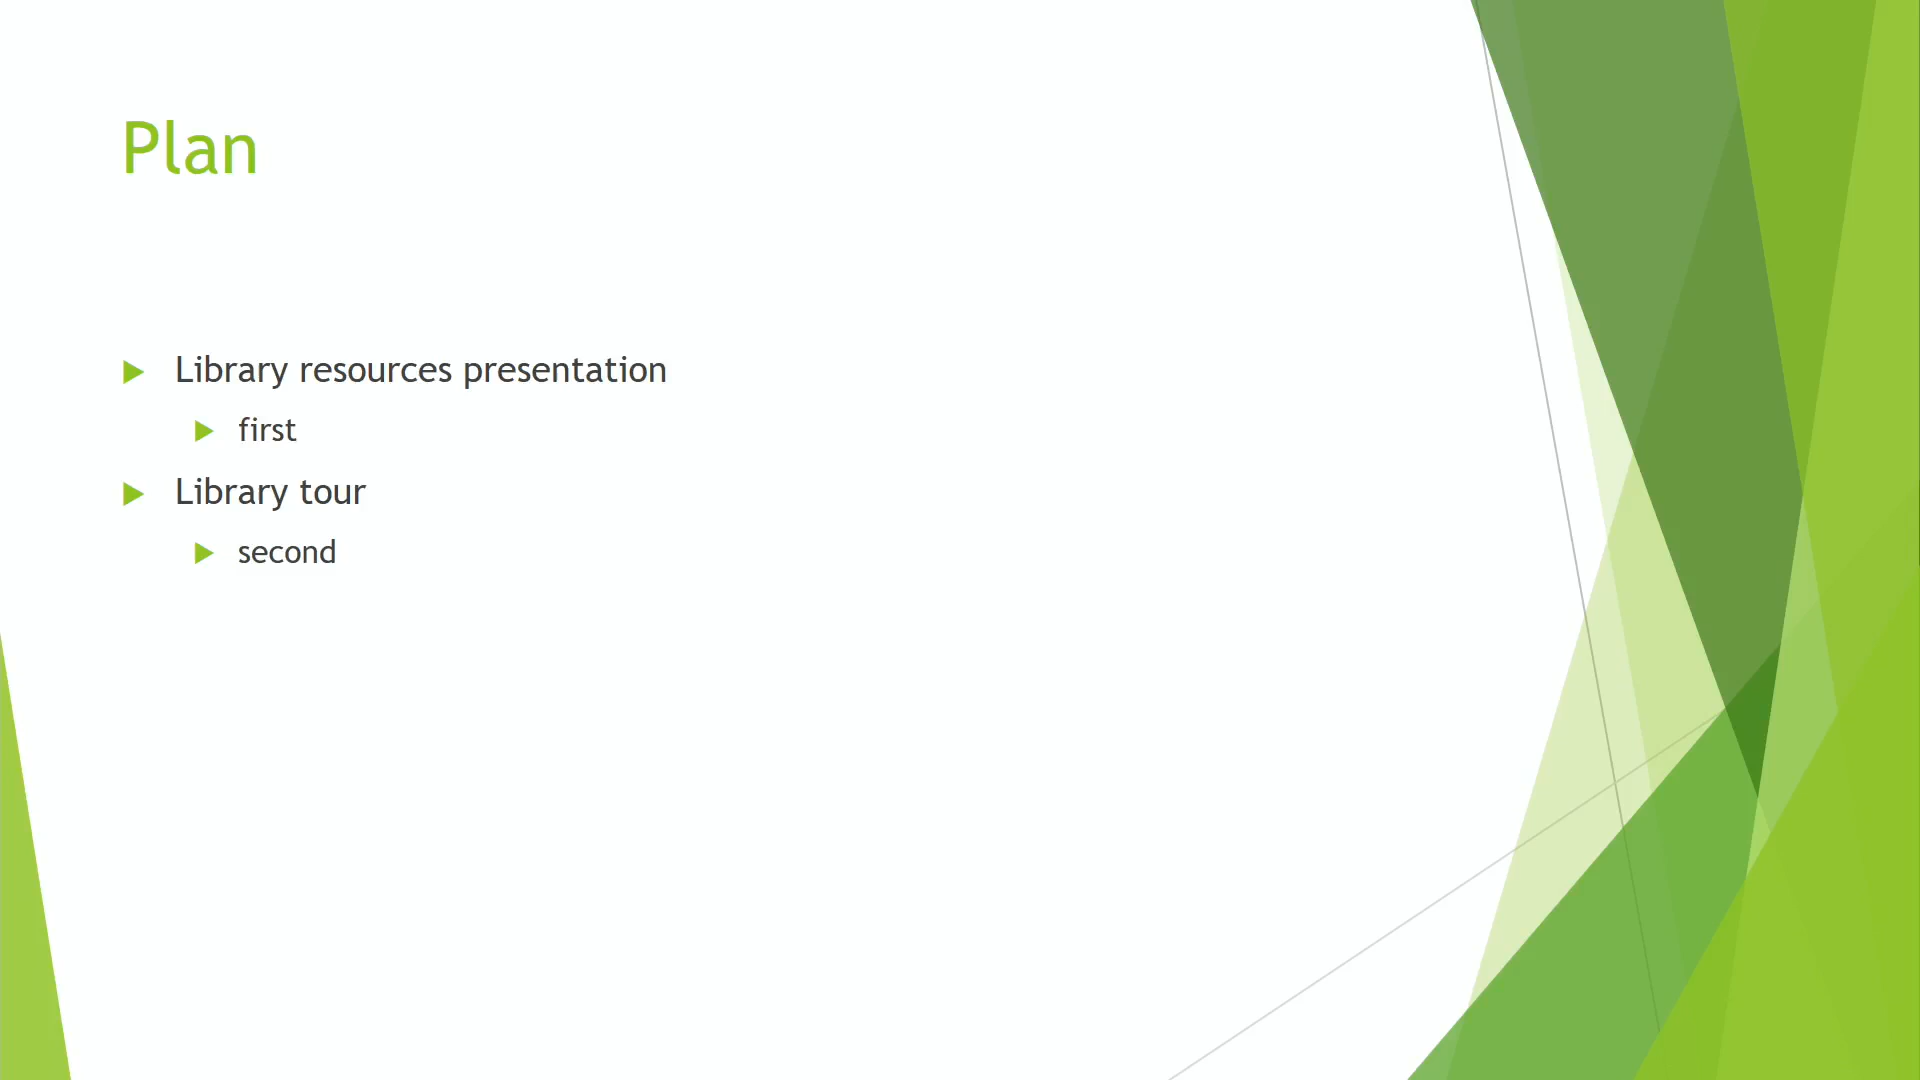 Plan
Library resources presentation
first
Library tour
second